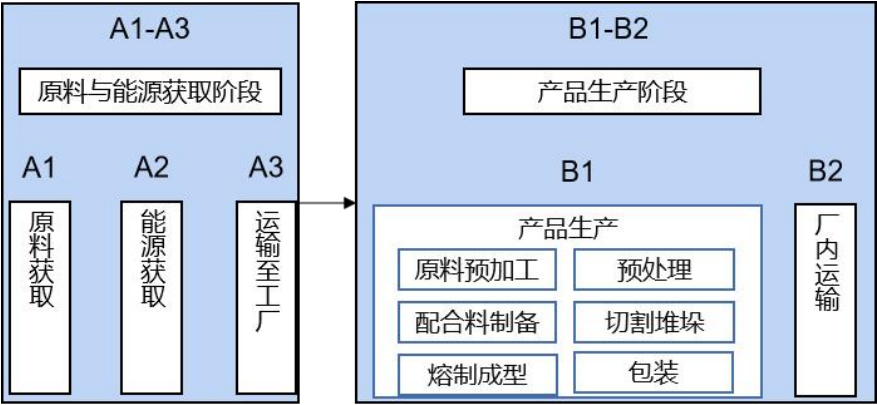 A1-A3
原料与能源获取阶段
A1
A2
A3
原料获取
能源获取
运输至工厂
B1-B2
产品生产阶段
B1
B2
产品生产
原料预加工
预处理
配合料制备
切割堆垛
熔制成型
包装
厂内运输